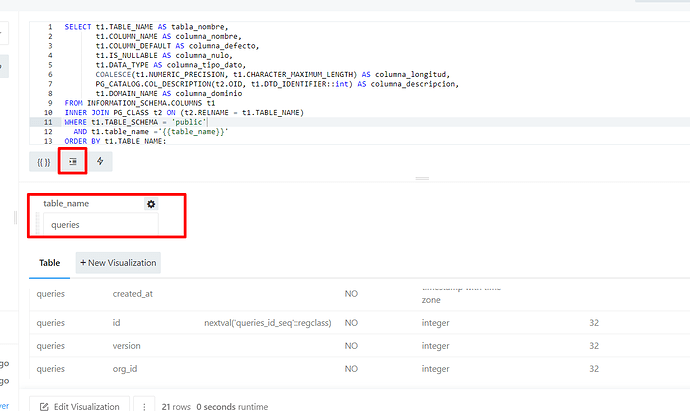 1 SELECT t1.TABLE_NAME AS tabla_nombre,
2 t1.COLUMN_NAME AS columna_nombre,
3 t1.COLUMN_DEFAULT AS columna_defecto,
4 t1.IS_NULLABLE AS columna_nulo,
5 t1.DATA_TYPE AS columna_tipo_dato,
6 COALESCE(t1.NUMERIC_PRECISION, t1.CHARACTER_MAXIMUM_LENGTH) AS columna_longitud,
7 PG_CATALOG.COL_DESCRIPTION(t2.OID, t1.DTD_IDENTIFIER::int) AS columna_descripcion,
8 t1.DOMAIN_NAME AS columna_dominio
9 FROM INFORMATION_SCHEMA.COLUMNS t1
10 INNER JOIN PG_CLASS t2 ON (t2.RELNAME = t1.TABLE_NAME)
11 WHERE t1.TABLE_SCHEMA = 'public'
12 AND t1.table_name ='{{table_name}}'
13 ORDER BY t1.TABLE_NAME;
{{ }}
table_name
queries
Table + New Visualization
queries created_at NO timestamp with time zone
queries id nextval('queries_id_seq'::regclass) NO integer 32
queries version NO integer 32
queries org_id NO integer 32
go
go
ver
Edit Visualization 21 rows 0 seconds runtime